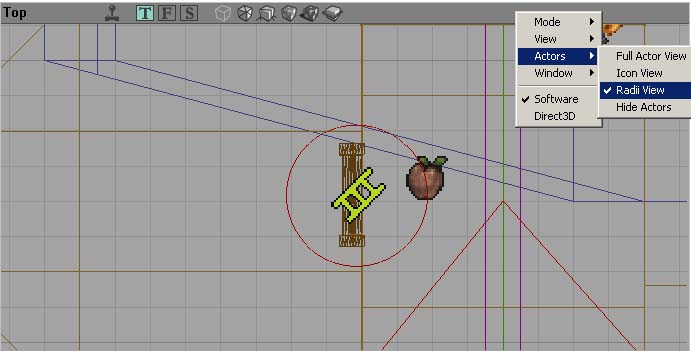 Top
T F S
Mode
View
Actors
Window
Software
Direct3D
Full Actor View
Icon View
Radii View
Hide Actors